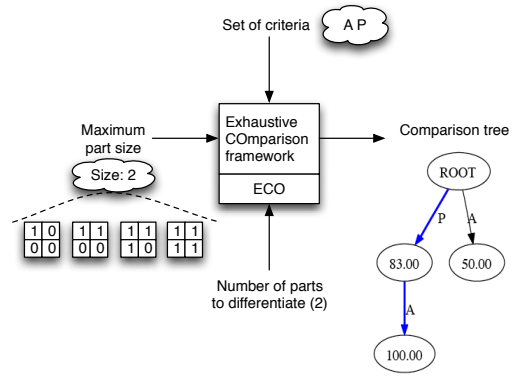 Set of criteria
A P
Exhaustive
COmparison
framework
ECO
Maximum
part size
Size: 2
1 0
0 0
1 1
0 0
1 1
1 0
1 1
1 1
Number of parts
to differentiate (2)
Comparison tree
ROOT
P
A
83.00
50.00
A
100.00